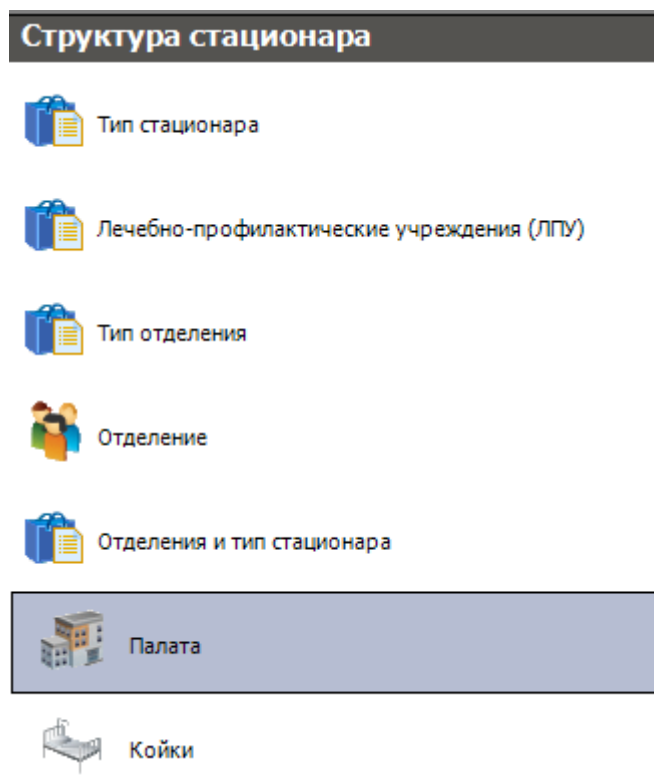 Структура стационара
Тип стационара
Лечебно-профилактические учреждения (ЛПУ)
Тип отделения
Отделение
Отделения и тип стационара
Палата
Койки